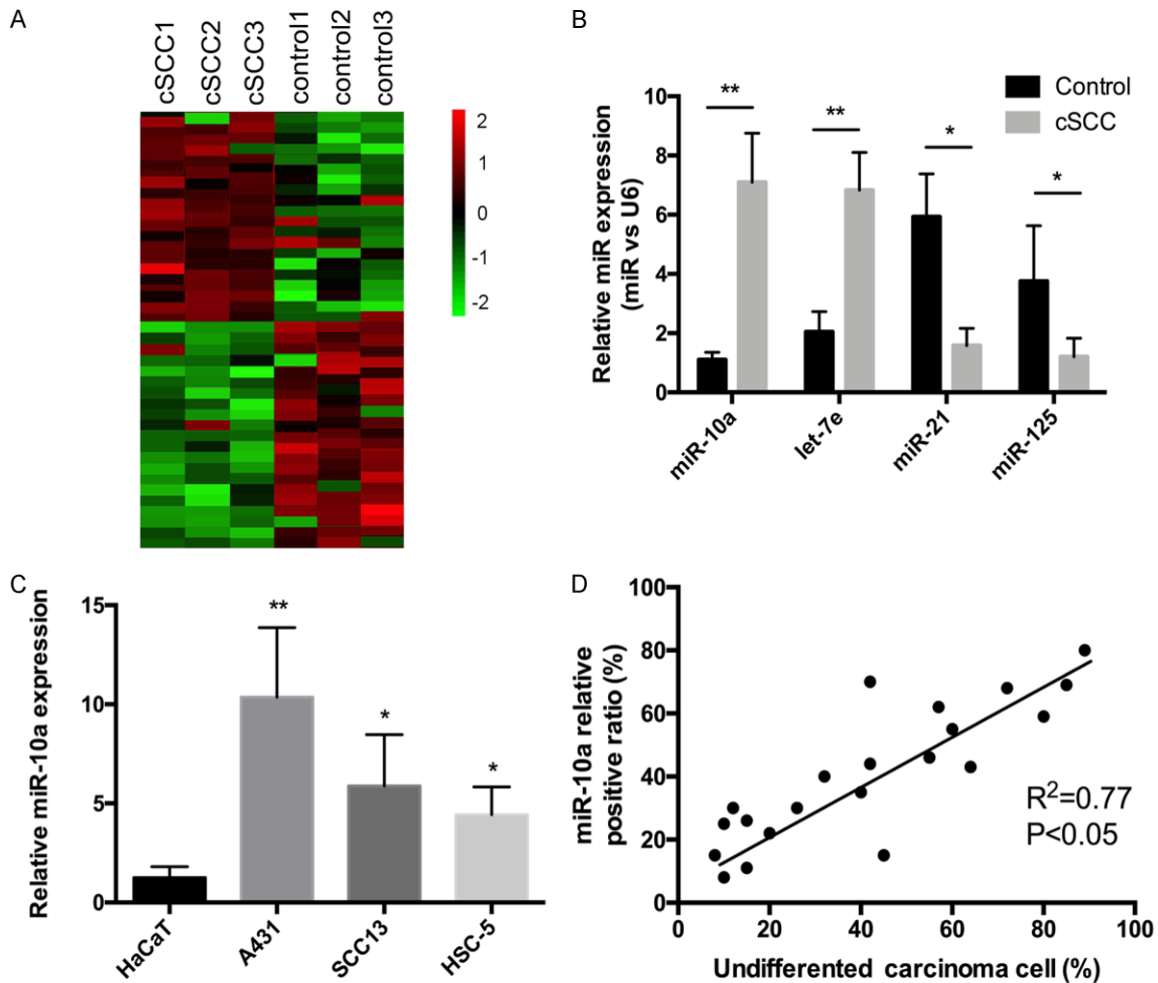 A
cSCC1
cSCC2
cSCC3
control1
control2
control3
2
1
0
-1
-2
B
Control
cSCC
Relative miR expression
(miR vs U6)
10
8
6
4
2
0
**
**
*
*
miR-10a
let-7e
miR-21
miR-125
C
Relative miR-10a expression
15
10
5
0
**
*
*
HaCaT
A431
SCC13
HSC-5
D
miR-10a relative
positive ratio (%)
100
80
60
40
20
0
R²=0.77
P<0.05
0
20
40
60
80
100
Undifferented carcinoma cell (%)